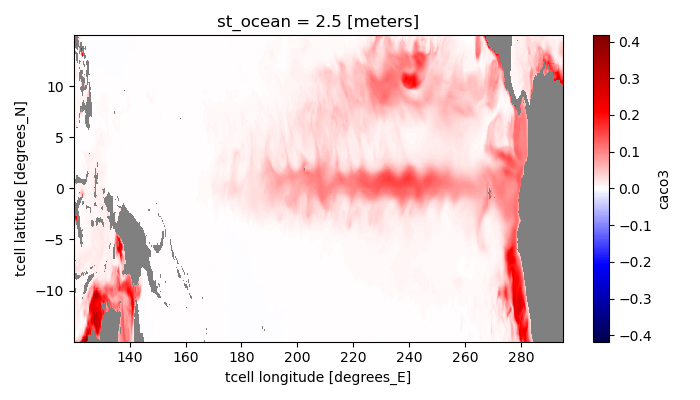 st_ocean = 2.5 [meters]
10
5
0
−5
−10
tcell latitude [degrees_N]
140 160 180 200 220 240 260 280
tcell longitude [degrees_E]
0.4
0.3
0.2
0.1
0.0
−0.1
−0.2
−0.3
−0.4
caco3